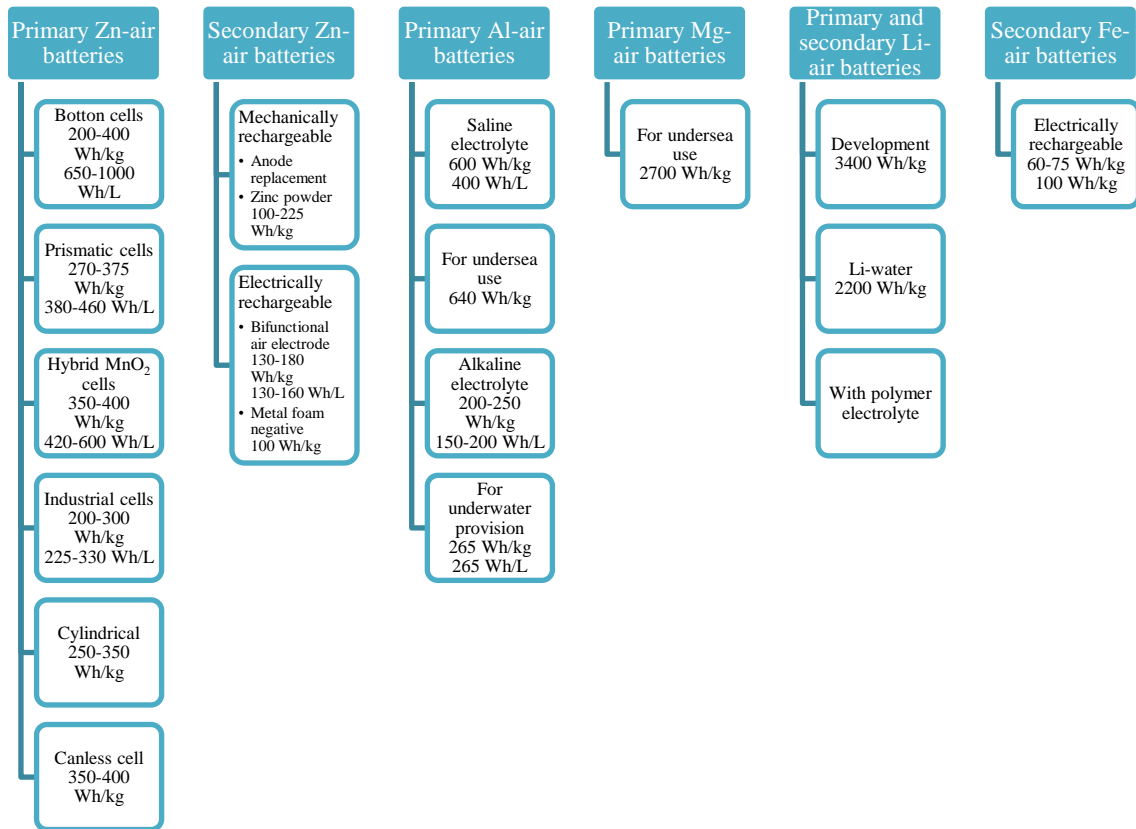 Primary Zn-air
batteries
Botton cells
200-400
Wh/kg
650-1000
Wh/L
Prismatic cells
270-375
Wh/kg
380-460 Wh/L
Hybrid MnO₂
cells
350-400
Wh/kg
420-600 Wh/L
Industrial cells
200-300
Wh/kg
225-330 Wh/L
Cylindrical
250-350
Wh/kg
Canless cell
350-400
Wh/kg
Secondary Zn-
air batteries
Mechanically
rechargeable
• Anode
replacement
• Zinc powder
100-225
Wh/kg
Electrically
rechargeable
• Bifunctional
air electrode
130-180
Wh/kg
130-160 Wh/L
• Metal foam
negative
100 Wh/kg
Primary Al-air
batteries
Saline
electrolyte
600 Wh/kg
400 Wh/L
For undersea
use
640 Wh/kg
Alkaline
electrolyte
200-250
Wh/kg
150-200 Wh/L
For
underwater
provision
265 Wh/kg
265 Wh/L
Primary Mg-
air batteries
For undersea
use
2700 Wh/kg
Primary and
secondary Li-
air batteries
Development
3400 Wh/kg
Li-water
2200 Wh/kg
With polymer
electrolyte
Secondary Fe-
air batteries
Electrically
rechargeable
60-75 Wh/kg
100 Wh/kg